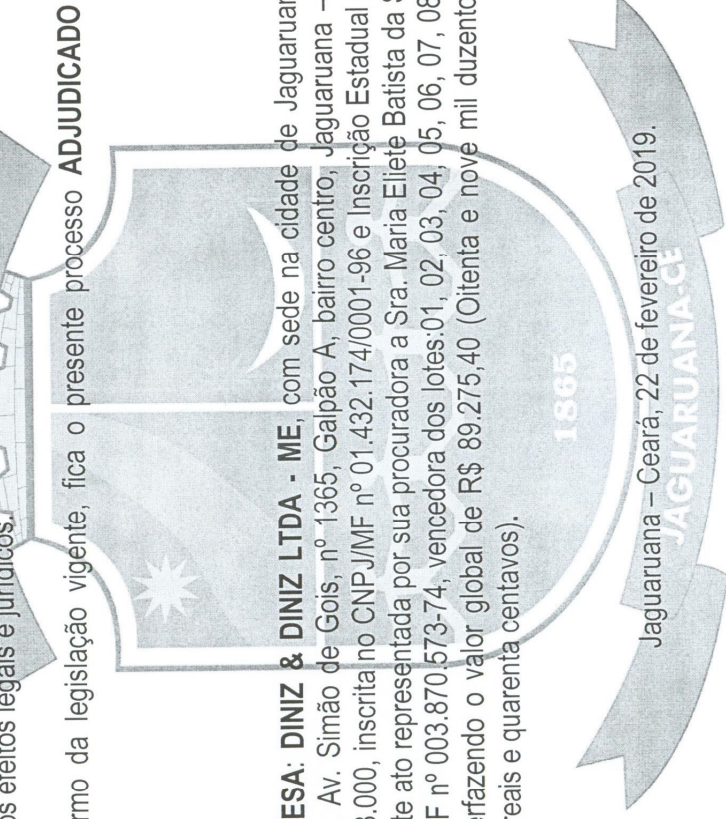 os efeitos legais e jurídicos.
rmo da legislação vigente, fica o presente processo ADJUDICADO
ESA: DINIZ & DINIZ LTDA - ME, com sede na cidade de Jaguaruan
Av. Simão de Gois, nº 1365, Galpão A, bairro centro, Jaguaruana –
3.000, inscrita no CNPJ/MF nº 01.432.174/0001-96 e Inscrição Estadual
te ato representada por sua procuradora a Sra. Maria Eliete Batista da S
F nº 003.870.573-74, vencedora dos lotes:01, 02, 03, 04, 05, 06, 07, 08
erfazendo o valor global de R$ 89.275,40 (Oitenta e nove mil duzento
reais e quarenta centavos).
1865
Jaguaruana – Ceará, 22 de fevereiro de 2019.
JAGUARUANA-CE